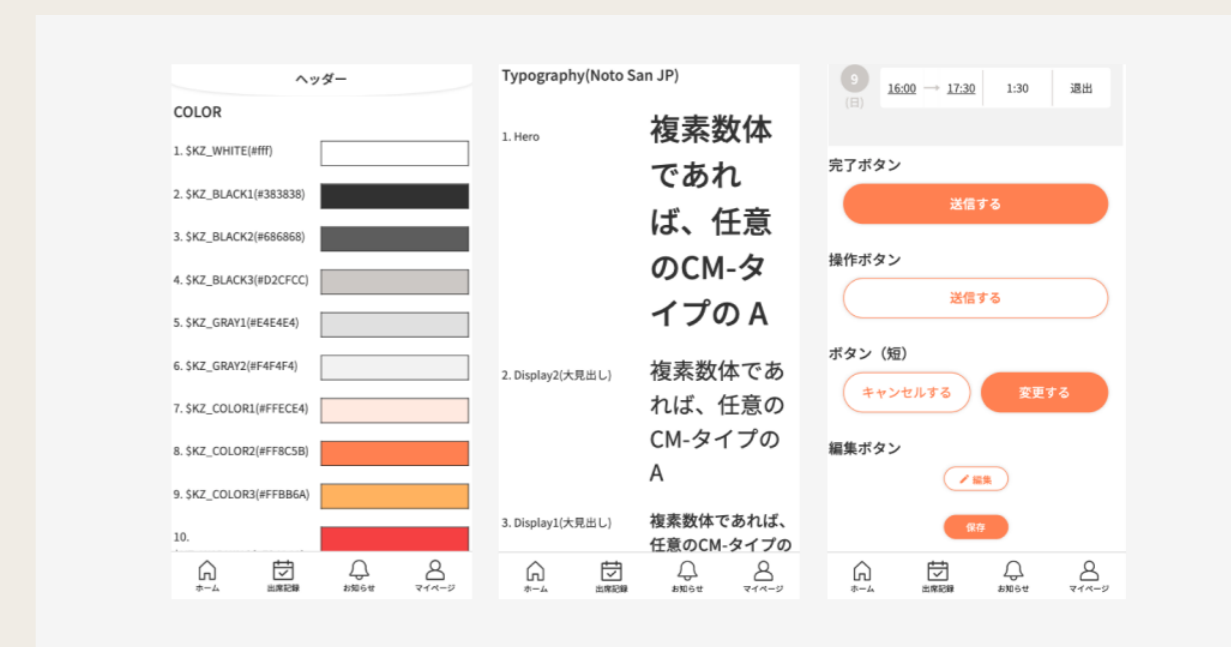 ヘッダー
COLOR
1. $KZ_WHITE(#fff)
2. $KZ_BLACK1(#383838)
3. $KZ_BLACK2(#686868)
4. $KZ_BLACK3(#D2CFCC)
5. $KZ_GRAY1(#E4E4E4)
6. $KZ_GRAY2(#F4F4F4)
7. $KZ_COLOR1(#FFECE4)
8. $KZ_COLOR2(#FF8C5B)
9. $KZ_COLOR3(#FFBB6A)
10.
ホーム 出席記録 お知らせ マイページ
Typography(Noto San JP)
1. Hero
複素数体
であれ
ば、任意
のCM-タ
イプの A
2. Display2(大見出し)
複素数体であ
れば、任意の
CM-タイプの
A
3. Display1(大見出し)
複素数体であれば、
任意のCM-タイプの
ホーム 出席記録 お知らせ マイページ
9
(日)
16:00 → 17:30 1:30 退出
完了ボタン
送信する
操作ボタン
送信する
ボタン（短）
キャンセルする 変更する
編集ボタン
編集
保存
ホーム 出席記録 お知らせ マイページ